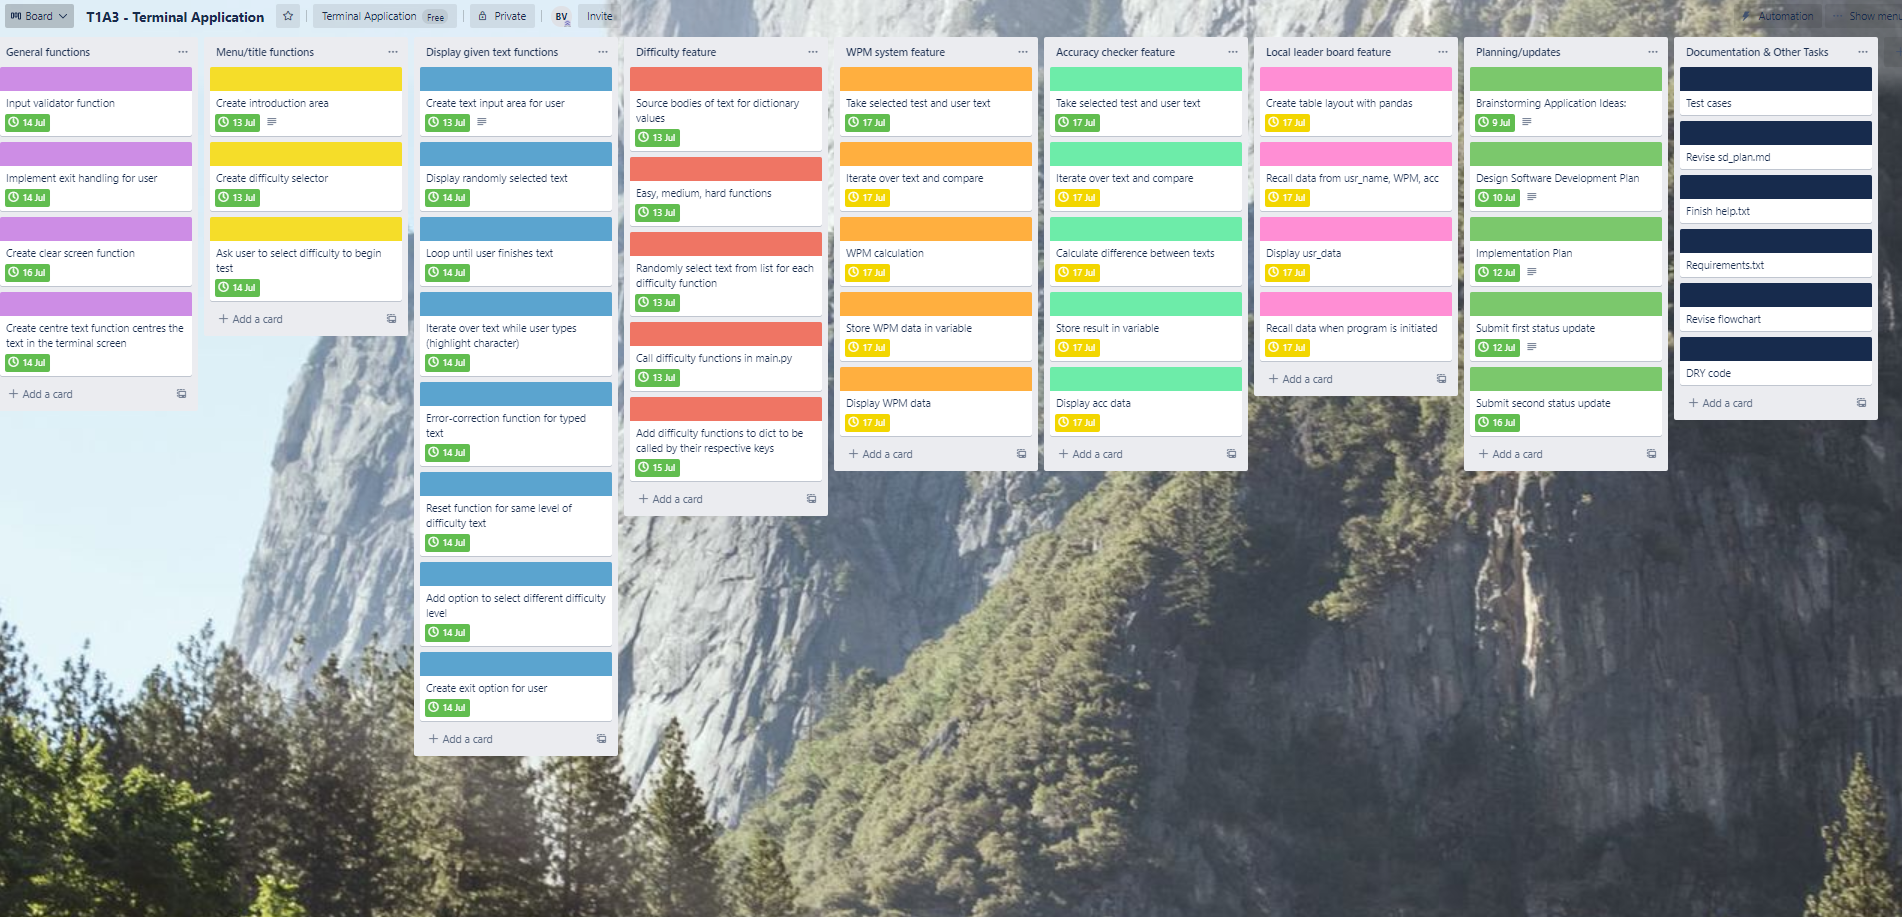 Board
T1A3 - Terminal Application
Terminal Application Free
Private
BV
Invite
Automation
Show menu
General functions
Input validator function
14 Jul
Implement exit handling for user
14 Jul
Create clear screen function
16 Jul
Create centre text function centres the
text in the terminal screen
14 Jul
+ Add a card
Menu/title functions
Create introduction area
13 Jul
Create difficulty selector
13 Jul
Ask user to select difficulty to begin
test
14 Jul
+ Add a card
Display given text functions
Create text input area for user
13 Jul
Display randomly selected text
14 Jul
Loop until user finishes text
14 Jul
Iterate over text while user types
(highlight character)
14 Jul
Error-correction function for typed
text
14 Jul
Reset function for same level of
difficulty text
14 Jul
Add option to select different difficulty
level
14 Jul
Create exit option for user
14 Jul
+ Add a card
Difficulty feature
Source bodies of text for dictionary
values
13 Jul
Easy, medium, hard functions
13 Jul
Randomly select text from list for each
difficulty function
13 Jul
Call difficulty functions in main.py
13 Jul
Add difficulty functions to dict to be
called by their respective keys
15 Jul
+ Add a card
WPM system feature
Take selected test and user text
17 Jul
Iterate over text and compare
17 Jul
WPM calculation
17 Jul
Store WPM data in variable
17 Jul
Display WPM data
17 Jul
+ Add a card
Accuracy checker feature
Take selected test and user text
17 Jul
Iterate over text and compare
17 Jul
Calculate difference between texts
17 Jul
Store result in variable
17 Jul
Display acc data
17 Jul
+ Add a card
Local leader board feature
Create table layout with pandas
17 Jul
Recall data from usr_name, WPM, acc
17 Jul
Display usr_data
17 Jul
Recall data when program is initiated
17 Jul
+ Add a card
Planning/updates
Brainstorming Application Ideas:
9 Jul
Design Software Development Plan
10 Jul
Implementation Plan
12 Jul
Submit first status update
12 Jul
Submit second status update
16 Jul
+ Add a card
Documentation & Other Tasks
Test cases
Revise sd_plan.md
Finish help.txt
Requirements.txt
Revise flowchart
DRY code
+ Add a card